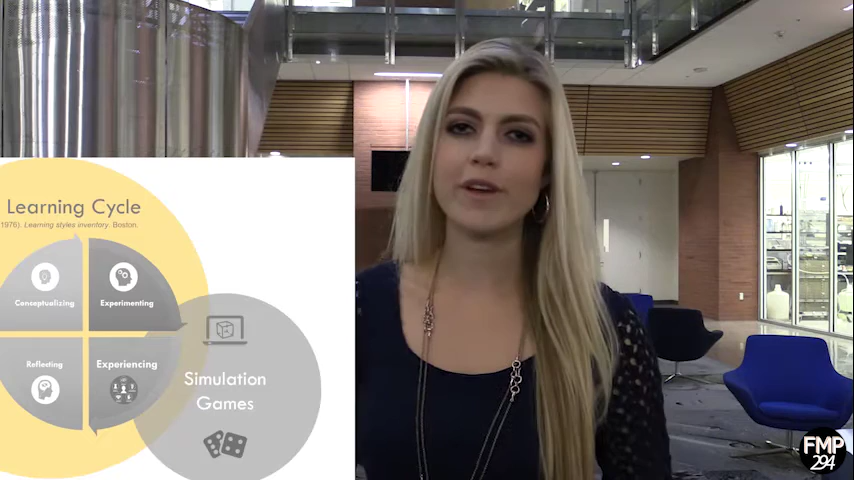 Learning Cycle
1976). Learning styles inventory. Boston.
Conceptualizing
Experimenting
Reflecting
Experiencing
Simulation
Games
FMP
294